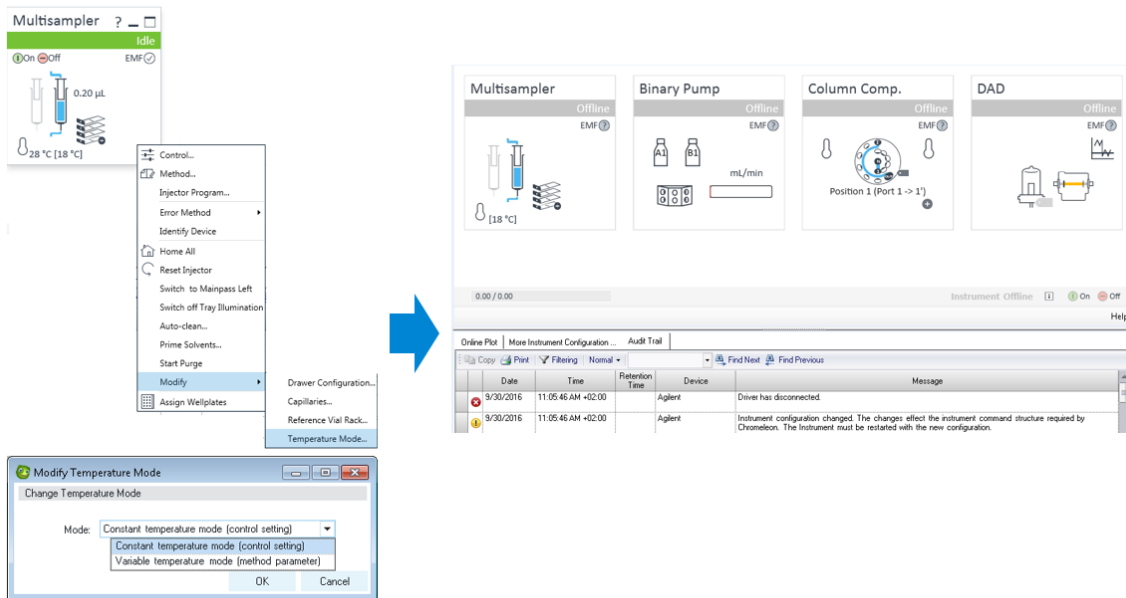 Multisampler ?
Idle
On Off EMF
0.20 µL
28 °C [18 °C]
Control...
Method...
Injector Program...
Error Method
Identify Device
Home All
Reset Injector
Switch to Mainpass Left
Switch off Tray Illumination
Auto-clean...
Prime Solvents...
Start Purge
Modify
Assign Wellplates
Drawer Configuration...
Capillaries...
Reference Vial Rack...
Temperature Mode...
Modify Temperature Mode
Change Temperature Mode
Mode: Constant temperature mode (control setting)
Constant temperature mode (control setting)
Variable temperature mode (method parameter)
OK Cancel
Multisampler
Offline
EMF ?
[18 °C]
Binary Pump
Offline
EMF ?
A1 B1
mL/min
Column Comp.
Offline
EMF ?
Position 1 (Port 1 -> 1')
DAD
Offline
EMF ?
0.00 / 0.00
Instrument Offline i On Off
Help
Online Plot More Instrument Configuration ... Audit Trail
Copy Print Filtering Normal Find Next Find Previous
Date Time Retention Time Device Message
9/30/2016 11:05:46 AM +02:00 Agilent Driver has disconnected.
9/30/2016 11:05:46 AM +02:00 Agilent Instrument configuration changed. The changes effect the instrument command structure required by
Chromeleon. The Instrument must be restarted with the new configuration.